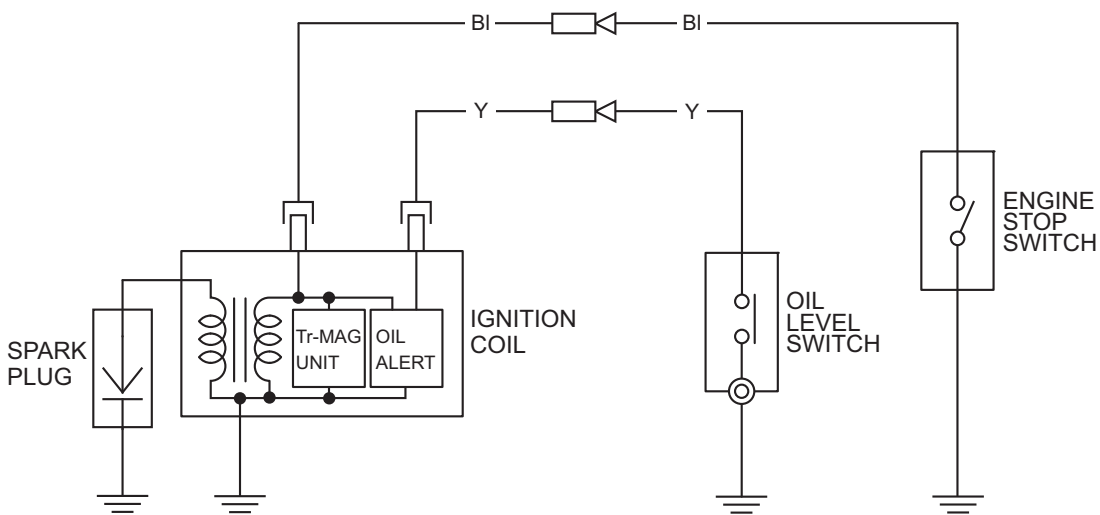 Bl
Bl
Y
Y
ENGINE
STOP
SWITCH
OIL
LEVEL
SWITCH
IGNITION
COIL
Tr-MAG
UNIT
OIL
ALERT
SPARK
PLUG